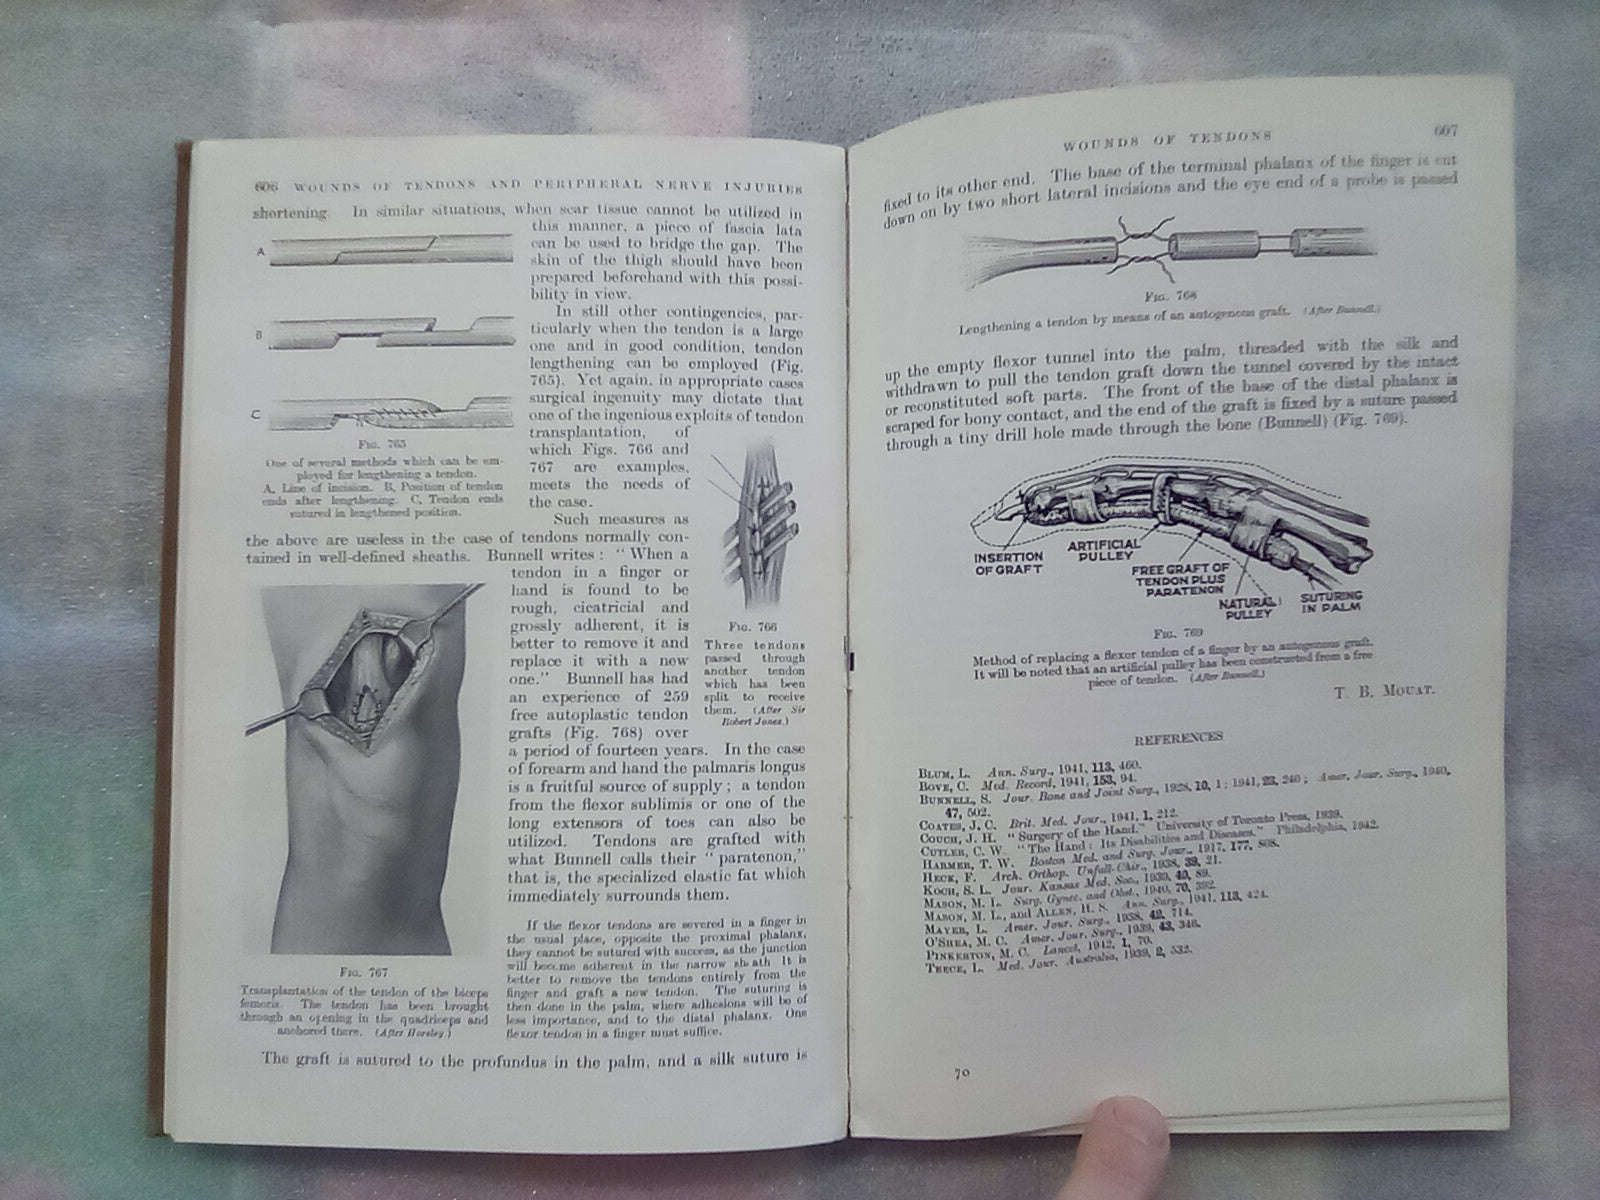 606 WOUNDS OF TENDONS AND PERIPHERAL NERVE INJURIES
shortening. In similar situations, when scar tissue cannot be utilized in
this manner, a piece of fascia lata
can be used to bridge the gap. The
skin of the thigh should have been
prepared beforehand with this possi-
bility in view.
In still other contingencies, par-
ticularly when the tendon is a large
one and in good condition, tendon
lengthening can be employed (Fig.
765). Yet again, in appropriate cases
surgical ingenuity may dictate that
one of the ingenious exploits of tendon
transplantation, of
which Figs. 766 and
767 are examples,
meets the needs of
the case.
A
B
C
FIG. 765
One of several methods which can be em-
ployed for lengthening a tendon.
A, Line of incision. B, Position of tendon
ends after lengthening. C, Tendon ends
sutured in lengthened position.
Such measures as
the above are useless in the case of tendons normally con-
tained in well-defined sheaths. Bunnell writes: “When a
tendon in a finger or
hand is found to be
rough, cicatricial and
grossly adherent, it is
better to remove it and
replace it with a new
one.” Bunnell has had
an experience of 259
free autoplastic tendon
grafts (Fig. 768) over
a period of fourteen years. In the case
of forearm and hand the palmaris longus
is a fruitful source of supply; a tendon
from the flexor sublimis or one of the
long extensors of toes can also be
utilized. Tendons are grafted with
what Bunnell calls their “paratenon,”
that is, the specialized elastic fat which
immediately surrounds them.
FIG. 766
Three tendons
passed through
another tendon
which has been
split to receive
them. (After Sir
Robert Jones.)
FIG. 767
Transplantation of the tendon of the biceps
femoris. The tendon has been brought
through an opening in the quadriceps and
anchored there. (After Horsley.)
If the flexor tendons are severed in a finger in
the usual place, opposite the proximal phalanx,
they cannot be sutured with success, as the junction
will become adherent in the narrow sheath. It is
better to remove the tendons entirely from the
finger and graft a new tendon. The suturing is
then done in the palm, where adhesions will be of
less importance, and to the distal phalanx. One
flexor tendon in a finger must suffice.
The graft is sutured to the profundus in the palm, and a silk suture is
WOUNDS OF TENDONS 607
fixed to its other end. The base of the terminal phalanx of the finger is cut
down on by two short lateral incisions and the eye end of a probe is passed
FIG. 768
Lengthening a tendon by means of an autogenous graft. (After Bunnell.)
up the empty flexor tunnel into the palm, threaded with the silk and
withdrawn to pull the tendon graft down the tunnel covered by the intact
or reconstituted soft parts. The front of the base of the distal phalanx is
scraped for bony contact, and the end of the graft is fixed by a suture passed
through a tiny drill hole made through the bone (Bunnell) (Fig. 769).
INSERTION
OF GRAFT
ARTIFICIAL
PULLEY
FREE GRAFT OF
TENDON PLUS
PARATENON
NATURAL
PULLEY
SUTURING
IN PALM
FIG. 769
Method of replacing a flexor tendon of a finger by an autogenous graft.
It will be noted that an artificial pulley has been constructed from a free
piece of tendon. (After Bunnell.)
T. B. MOUAT.
REFERENCES
BLUM, L. Ann. Surg., 1941, 113, 460.
BOVE, C. Med. Record, 1941, 153, 94.
BUNNELL, S. Jour. Bone and Joint Surg., 1928, 10, 1; 1941, 23, 240; Amer. Jour. Surg., 1940,
47, 502.
COATES, J. C. Brit. Med. Jour., 1941, 1, 212.
COUCH, J. H. “Surgery of the Hand.” University of Toronto Press, 1939.
CUTLER, C. W. “The Hand: Its Disabilities and Diseases.” Philadelphia, 1942.
HARMER, T. W. Boston Med. and Surg. Jour., 1917, 177, 808.
HECK, F. Arch. Orthop. Unfall-Chir., 1938, 39, 21.
KOCH, S. L. Jour. Kansas Med. Soc., 1939, 40, 89.
MASON, M. L. Surg. Gynec. and Obst., 1940, 70, 392.
MASON, M. L., and ALLEN, H. S. Ann. Surg., 1941, 113, 424.
MAYER, L. Amer. Jour. Surg., 1938, 42, 714.
O'SHEA, M. C. Amer. Jour. Surg., 1939, 43, 346.
PINKERTON, M. C. Lancet, 1942, 1, 70.
TEECE, L. Med. Jour. Australia, 1939, 2, 532.
70